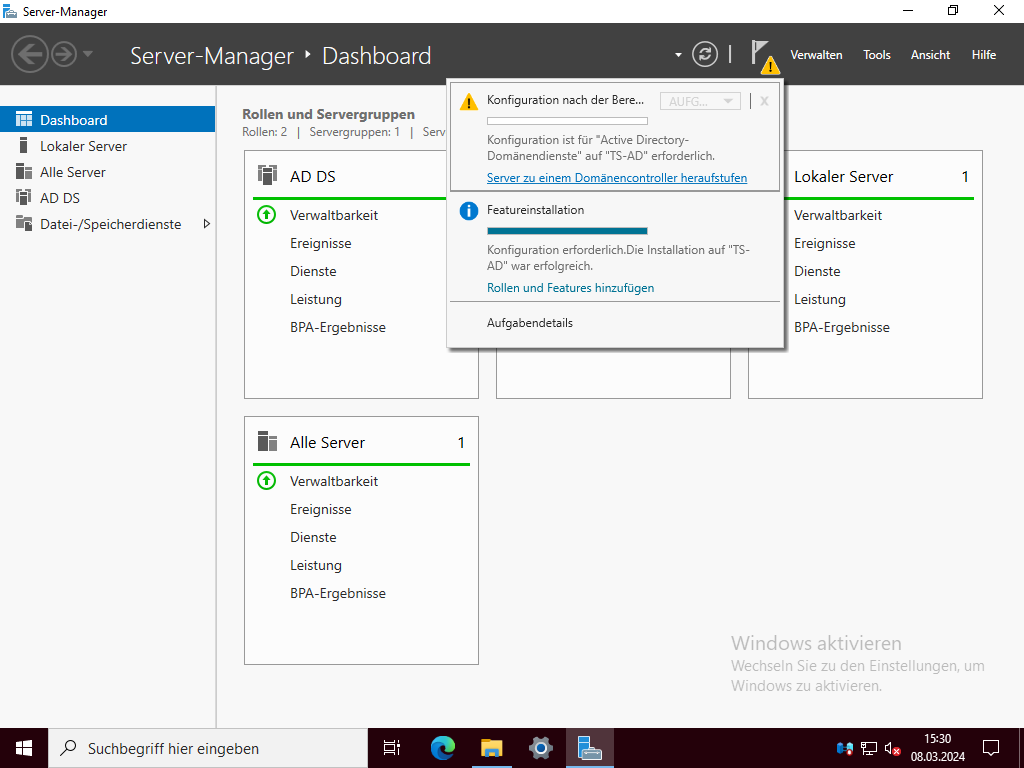 Server-Manager
Server-Manager ‣ Dashboard
Verwalten Tools Ansicht Hilfe
Dashboard
Lokaler Server
Alle Server
AD DS
Datei-/Speicherdienste
Rollen und Servergruppen
Rollen: 2 | Servergruppen: 1 | Serv
AD DS
Verwaltbarkeit
Ereignisse
Dienste
Leistung
BPA-Ergebnisse
Konfiguration nach der Bere... AUFG... X
Konfiguration ist für "Active Directory-
Domänendienste" auf "TS-AD" erforderlich.
Server zu einem Domänencontroller heraufstufen
Featureinstallation
Konfiguration erforderlich.Die Installation auf "TS-
AD" war erfolgreich.
Rollen und Features hinzufügen
Aufgabendetails
Lokaler Server 1
Verwaltbarkeit
Ereignisse
Dienste
Leistung
BPA-Ergebnisse
Alle Server 1
Verwaltbarkeit
Ereignisse
Dienste
Leistung
BPA-Ergebnisse
Windows aktivieren
Wechseln Sie zu den Einstellungen, um
Windows zu aktivieren.
Suchbegriff hier eingeben
15:30
08.03.2024